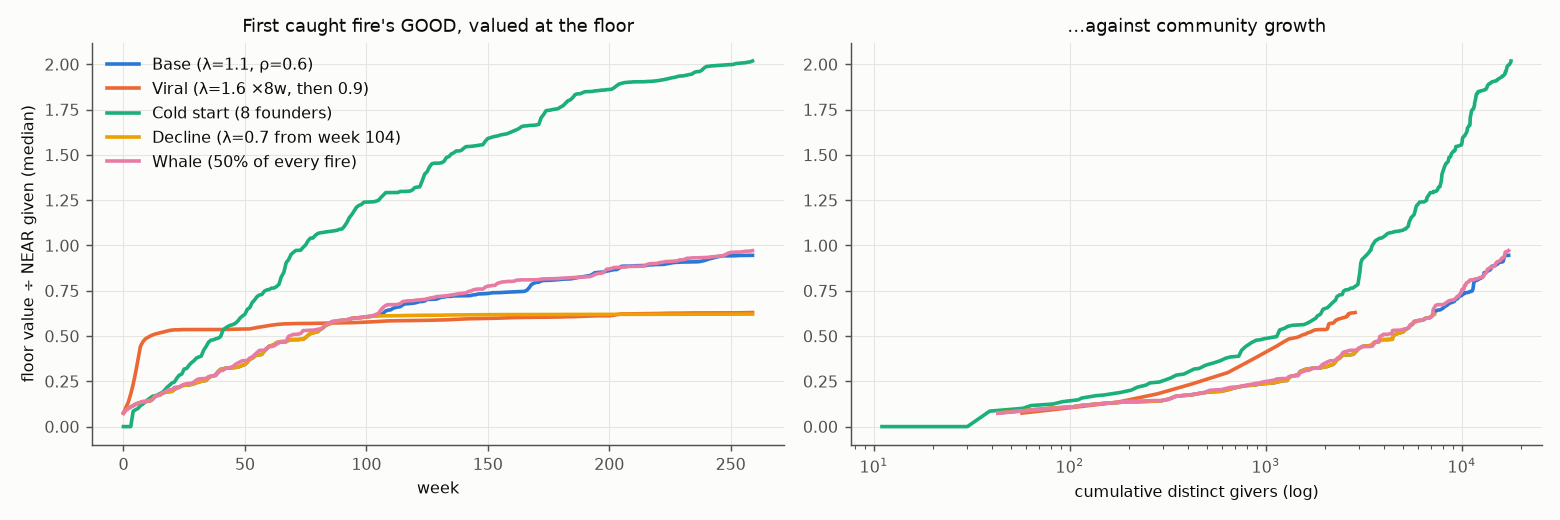 First caught fire's GOOD, valued at the floor
floor value ÷ NEAR given (median)
2.00
1.75
1.50
1.25
1.00
0.75
0.50
0.25
0.00
Base (λ=1.1, ρ=0.6)
Viral (λ=1.6 ×8w, then 0.9)
Cold start (8 founders)
Decline (λ=0.7 from week 104)
Whale (50% of every fire)
0 50 100 150 200 250
week
...against community growth
2.00
1.75
1.50
1.25
1.00
0.75
0.50
0.25
0.00
10¹ 10² 10³ 10⁴
cumulative distinct givers (log)